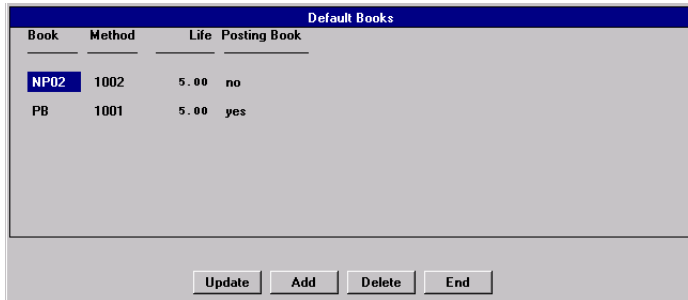 Default Books
Book Method Life Posting Book
NP02 1002 5.00 no
PB 1001 5.00 yes
Update Add Delete End